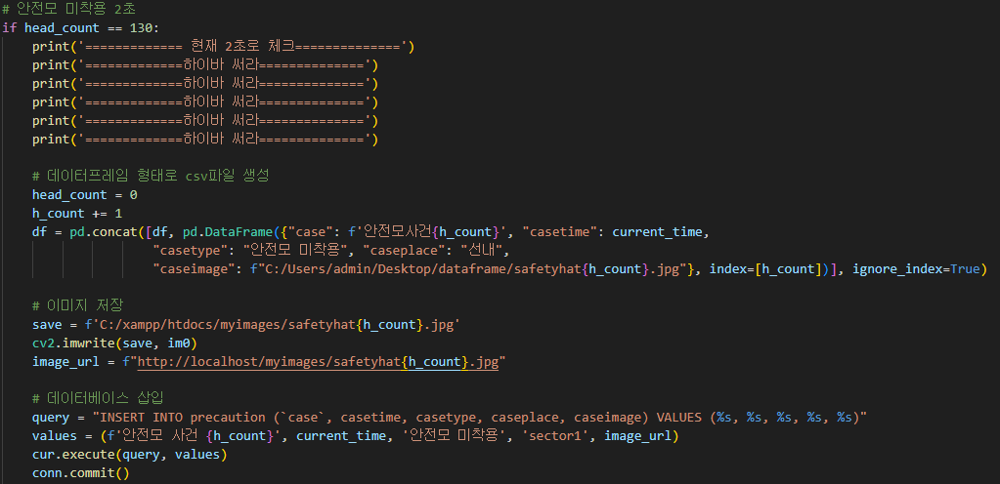 # 안전모 미착용 2초
if head_count == 130:
    print('============= 현재 2초로 체크==============')
    print('=============하이바 써라==============')
    print('=============하이바 써라==============')
    print('=============하이바 써라==============')
    print('=============하이바 써라==============')
    print('=============하이바 써라==============')
    # 데이터프레임 형태로 csv파일 생성
    head_count = 0
    h_count += 1
    df = pd.concat([df, pd.DataFrame({"case": f'안전모사건{h_count}', "casetime": current_time,
                    "casetype": "안전모 미착용", "caseplace": "선내",
                    "caseimage": f"C:/Users/admin/Desktop/dataframe/safetyhat{h_count}.jpg"}, index=[h_count])], ignore_index=True)
    # 이미지 저장
    save = f'C:/xampp/htdocs/myimages/safetyhat{h_count}.jpg'
    cv2.imwrite(save, im0)
    image_url = f"http://localhost/myimages/safetyhat{h_count}.jpg"
    # 데이터베이스 삽입
    query = "INSERT INTO precaution (`case`, casetime, casetype, caseplace, caseimage) VALUES (%s, %s, %s, %s, %s)"
    values = (f'안전모 사건 {h_count}', current_time, '안전모 미착용', 'sector1', image_url)
    cur.execute(query, values)
    conn.commit()